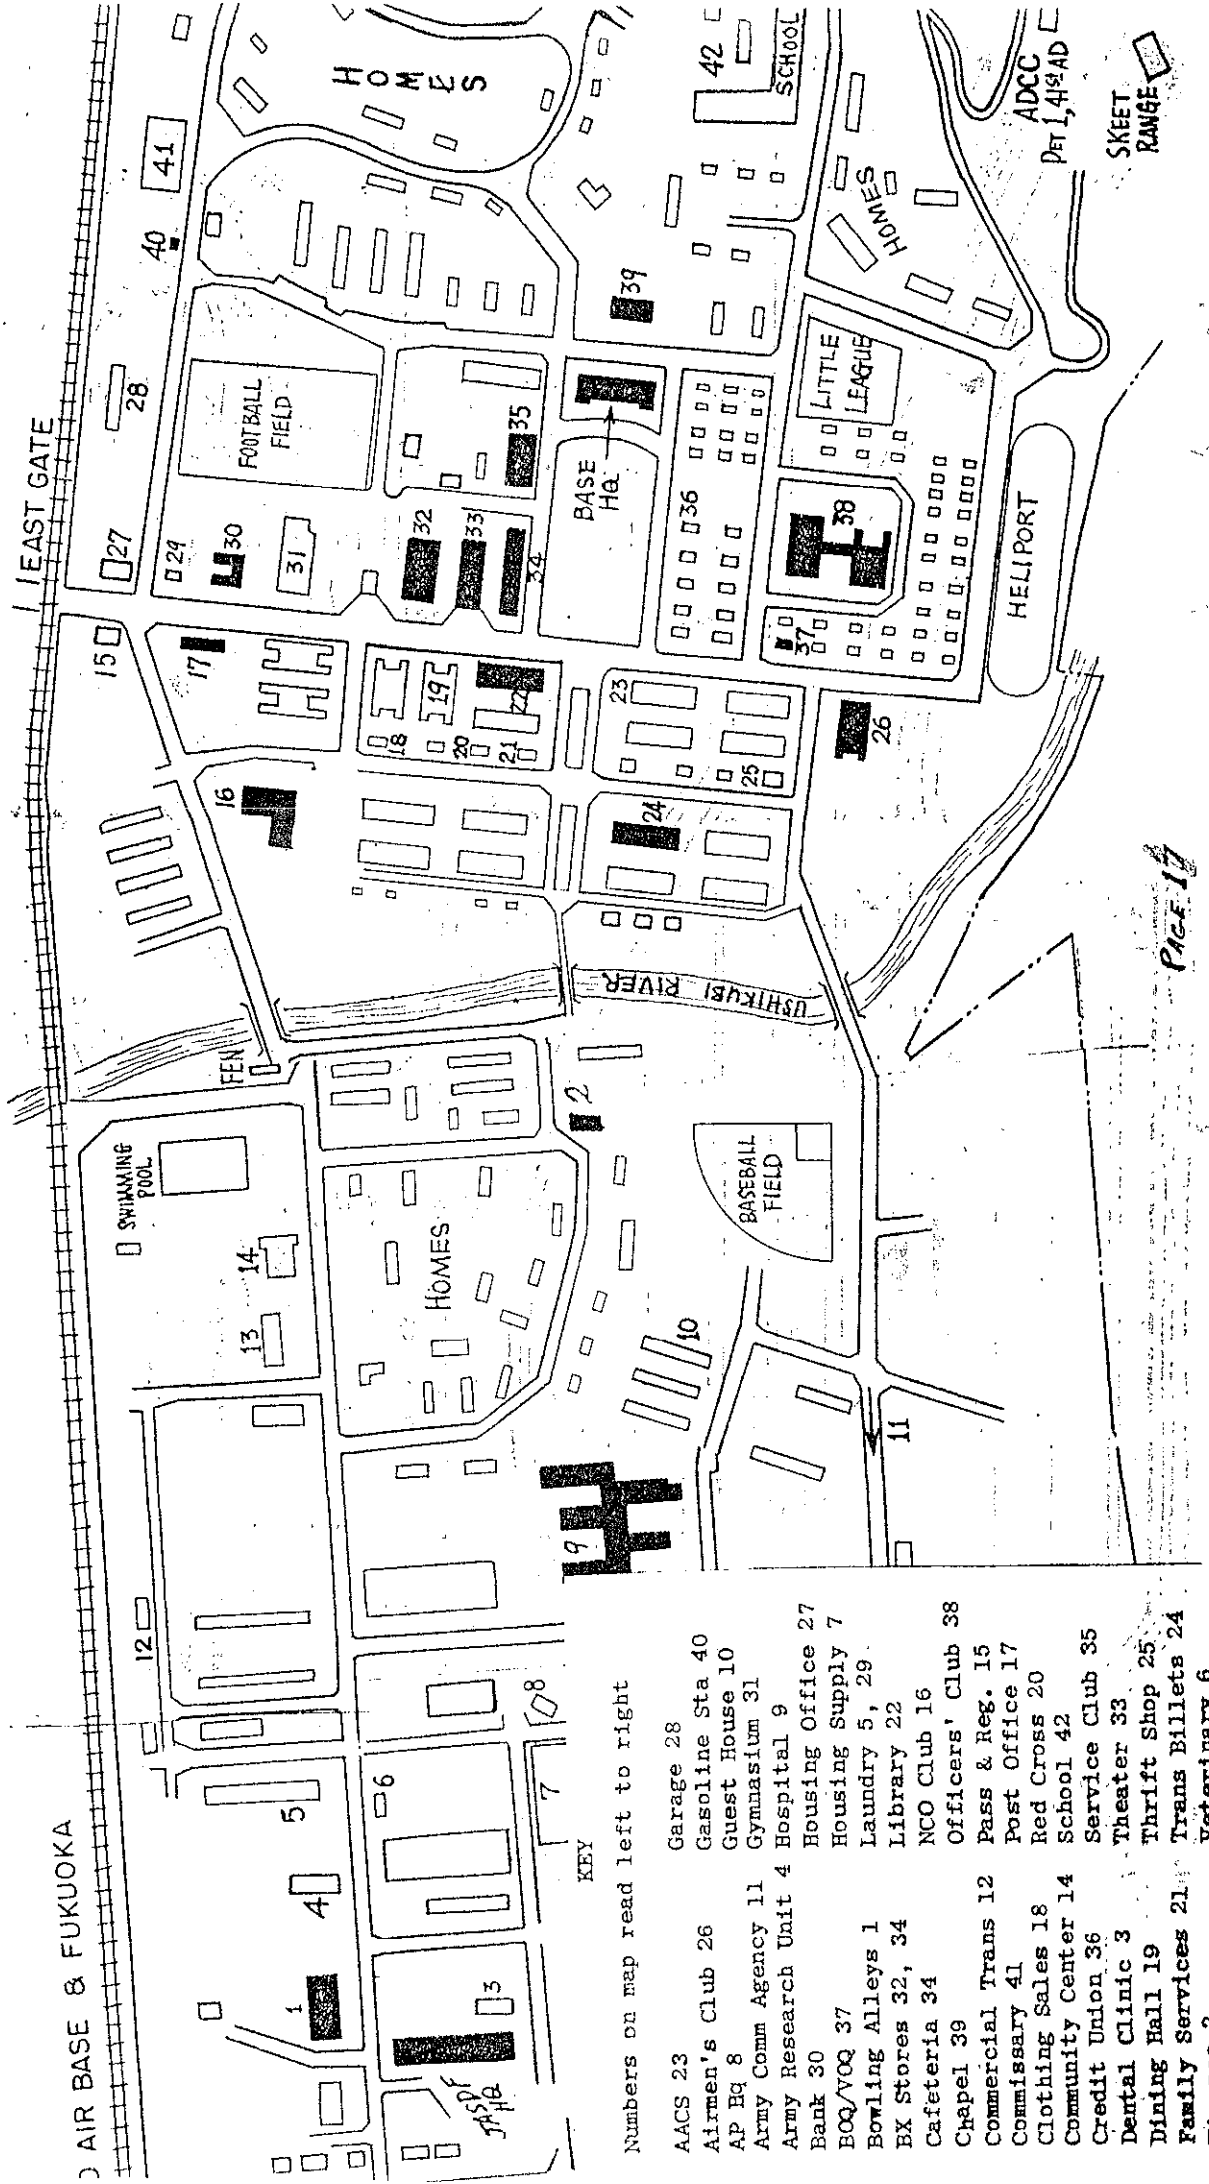 AIR BASE & FUKUOKA
EAST GATE
HOMES
41
40
28
27
29
30
31
FOOTBALL
FIELD
15
17
16
32
33
34
35
39
42
SCHOOL
18
19
20
21
22
BASE
HQ
23
24
25
26
36
37
38
LITTLE
LEAGUE
HOMES
ADCC
DET 1, 41st AD
SKEET
RANGE
HELIPORT
USHIKUBI RIVER
FEN
SWIMMING
POOL
14
13
HOMES
2
BASEBALL
FIELD
10
11
12
9
8
7
6
5
4
1
3
JASDF
HQ
PAGE 17
KEY
Numbers on map read left to right
AACS 23
Airmen's Club 26
AP Hq 8
Army Comm Agency 11
Army Research Unit 4
Bank 30
BOQ/VOQ 37
Bowling Alleys 1
BX Stores 32, 34
Cafeteria 34
Chapel 39
Commercial Trans 12
Commissary 41
Clothing Sales 18
Community Center 14
Credit Union 36
Dental Clinic 3
Dining Hall 19
Family Services 21
Garage 28
Gasoline Sta 40
Guest House 10
Gymnasium 31
Hospital 9
Housing Office 27
Housing Supply 7
Laundry 5, 29
Library 22
NCO Club 16
Officers' Club 38
Pass & Reg. 15
Post Office 17
Red Cross 20
School 42
Service Club 35
Theater 33
Thrift Shop 25
Trans Billets 24
Veterinary 6